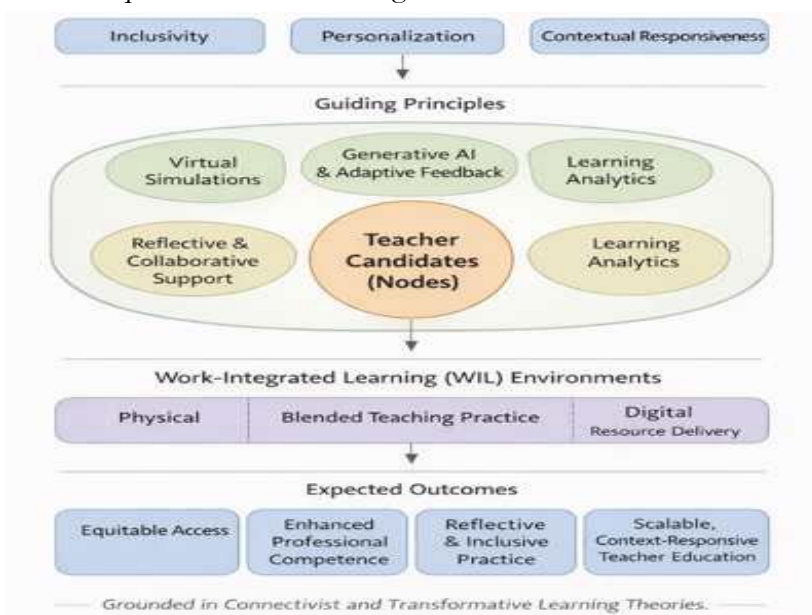 Inclusivity
Personalization
Contextual Responsiveness
Guiding Principles
Virtual
Simulations
Generative AI
& Adaptive Feedback
Learning
Analytics
Reflective &
Collaborative
Support
Teacher
Candidates
(Nodes)
Learning
Analytics
Work-Integrated Learning (WIL) Environments
Physical
Blended Teaching Practice
Digital
Resource Delivery
Expected Outcomes
Equitable Access
Enhanced
Professional
Competence
Reflective
& Inclusive
Practice
Scalable,
Context-Responsive
Teacher Education
Grounded in Connectivist and Transformative Learning Theories.